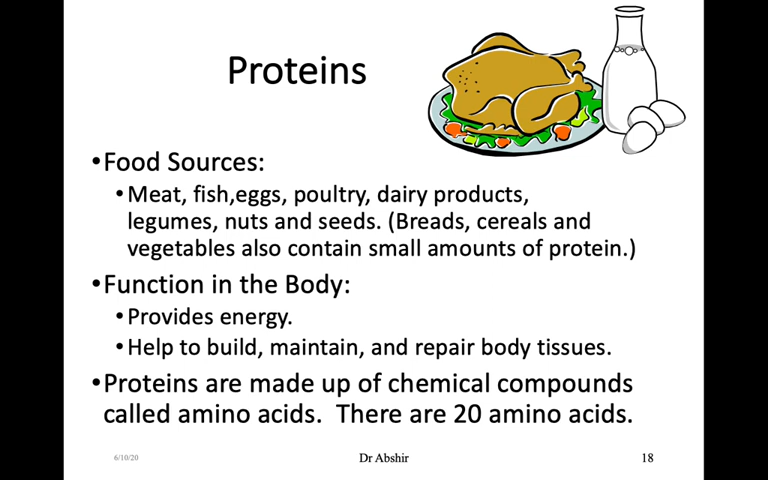 Proteins
•Food Sources:
•Meat, fish,eggs, poultry, dairy products,
legumes, nuts and seeds. (Breads, cereals and
vegetables also contain small amounts of protein.)
•Function in the Body:
•Provides energy.
•Help to build, maintain, and repair body tissues.
•Proteins are made up of chemical compounds
called amino acids.  There are 20 amino acids.
6/10/20 Dr Abshir 18